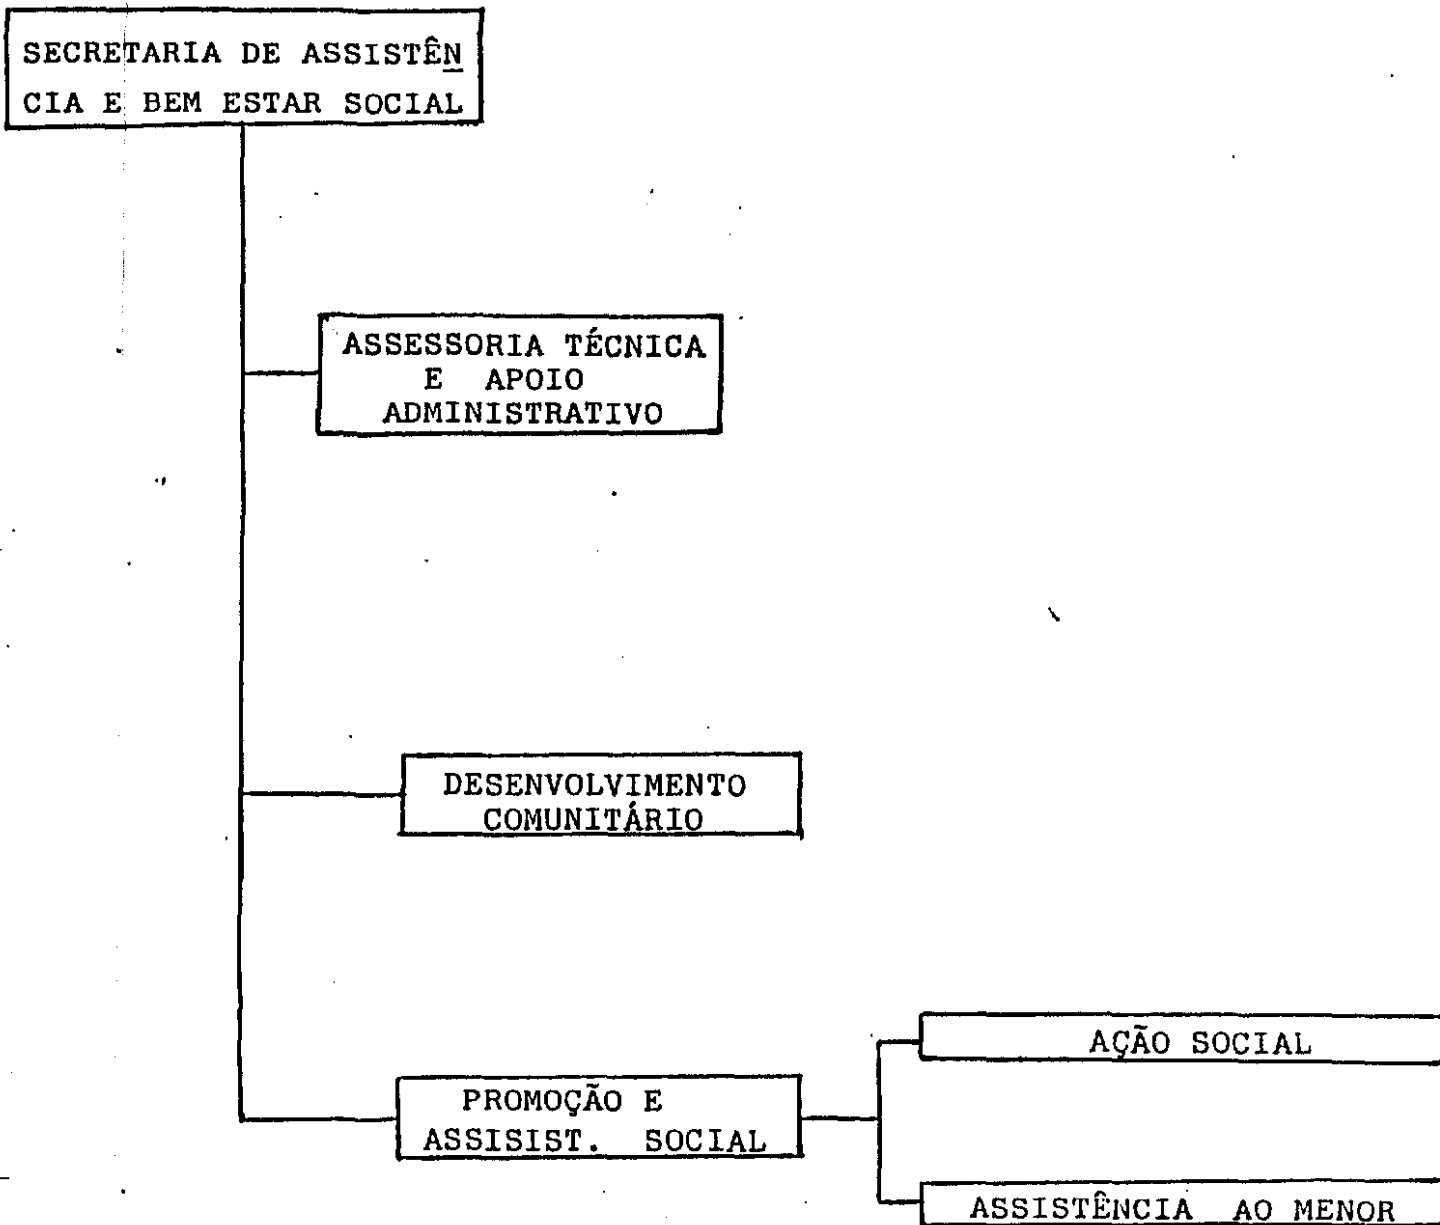 SECRETARIA DE ASSISTÊN
CIA E BEM ESTAR SOCIAL
ASSESSORIA TÉCNICA
E APOIO
ADMINISTRATIVO
DESENVOLVIMENTO
COMUNITÁRIO
PROMOÇÃO E
ASSISIST. SOCIAL
AÇÃO SOCIAL
ASSISTÊNCIA AO MENOR